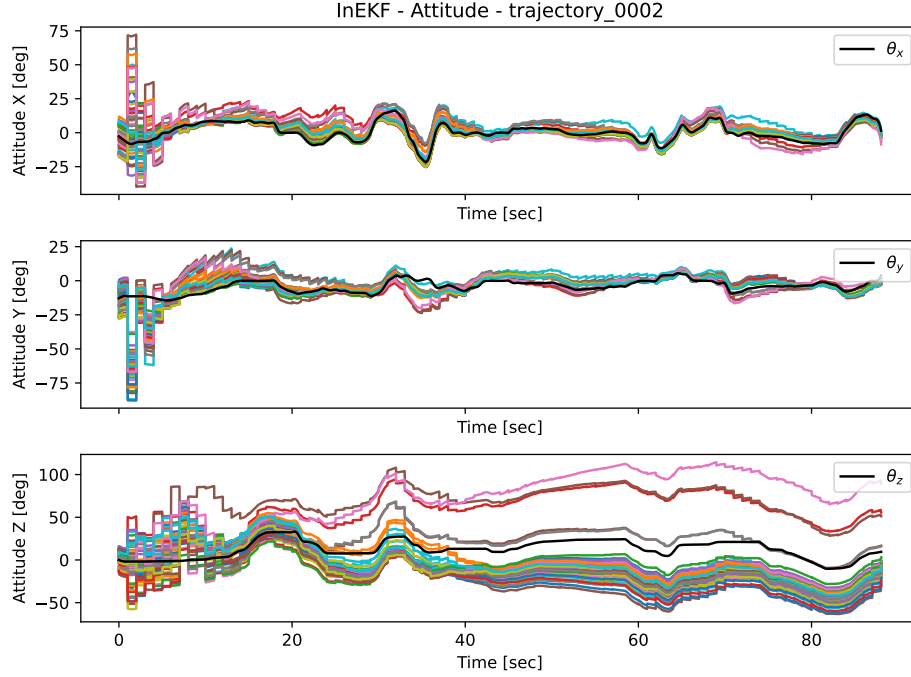 InEKF - Attitude - trajectory_0002
75
50
25
0
−25
Attitude X [deg]
θx
Time [sec]
25
0
−25
−50
−75
Attitude Y [deg]
θy
Time [sec]
100
50
0
−50
Attitude Z [deg]
θz
0
20
40
60
80
Time [sec]